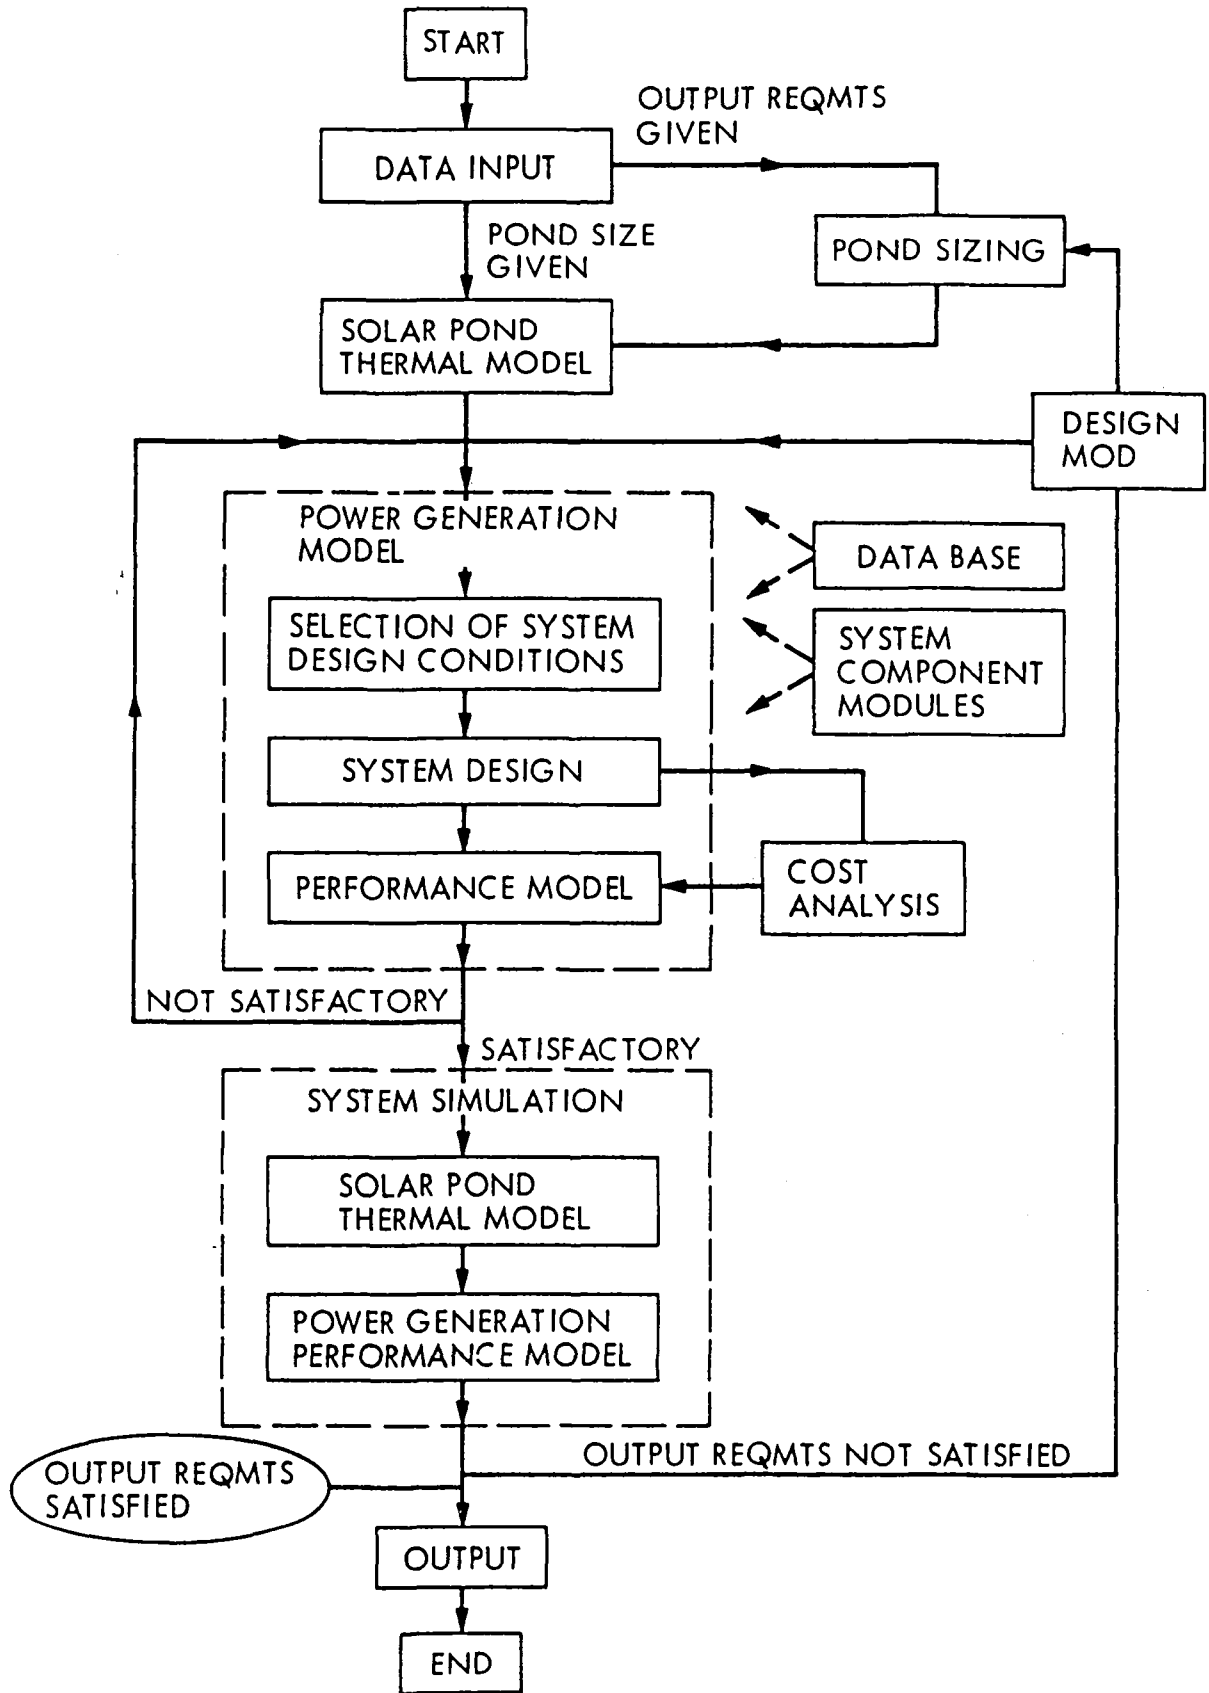 START
OUTPUT REQMTS
GIVEN
DATA INPUT
POND SIZE
GIVEN
POND SIZING
SOLAR POND
THERMAL MODEL
DESIGN
MOD
POWER GENERATION
MODEL
DATA BASE
SELECTION OF SYSTEM
DESIGN CONDITIONS
SYSTEM
COMPONENT
MODULES
SYSTEM DESIGN
PERFORMANCE MODEL
COST
ANALYSIS
NOT SATISFACTORY
SATISFACTORY
SYSTEM SIMULATION
SOLAR POND
THERMAL MODEL
POWER GENERATION
PERFORMANCE MODEL
OUTPUT REQMTS NOT SATISFIED
OUTPUT REQMTS
SATISFIED
OUTPUT
END